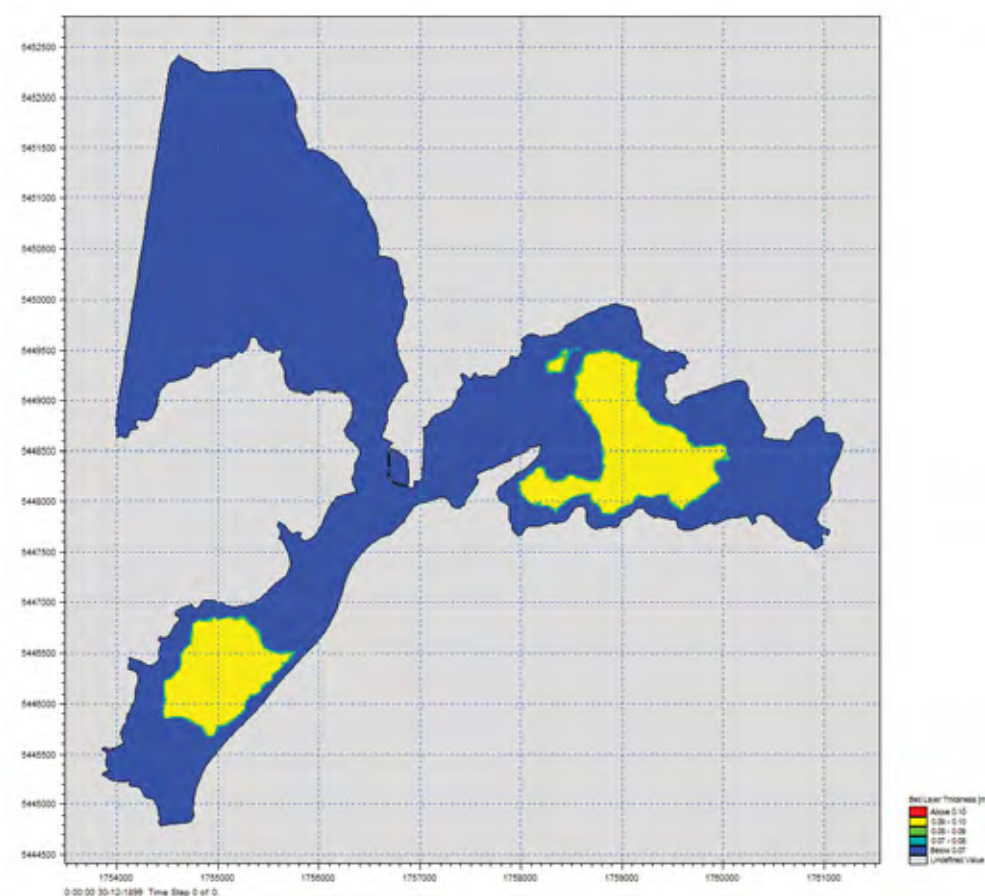 5452500
5452000
5451500
5451000
5450500
5450000
5449500
5449000
5448500
5448000
5447500
5447000
5446500
5446000
5445500
5445000
5444500
1754000 1755000 1756000 1757000 1758000 1759000 1760000 1761000
Bed Layer Thickness [m
Above 0.10
0.09 - 0.10
0.08 - 0.09
0.07 - 0.08
Below 0.07
Undefined Value
0:00:00 30-12-1899 Time Step 0 of 0.